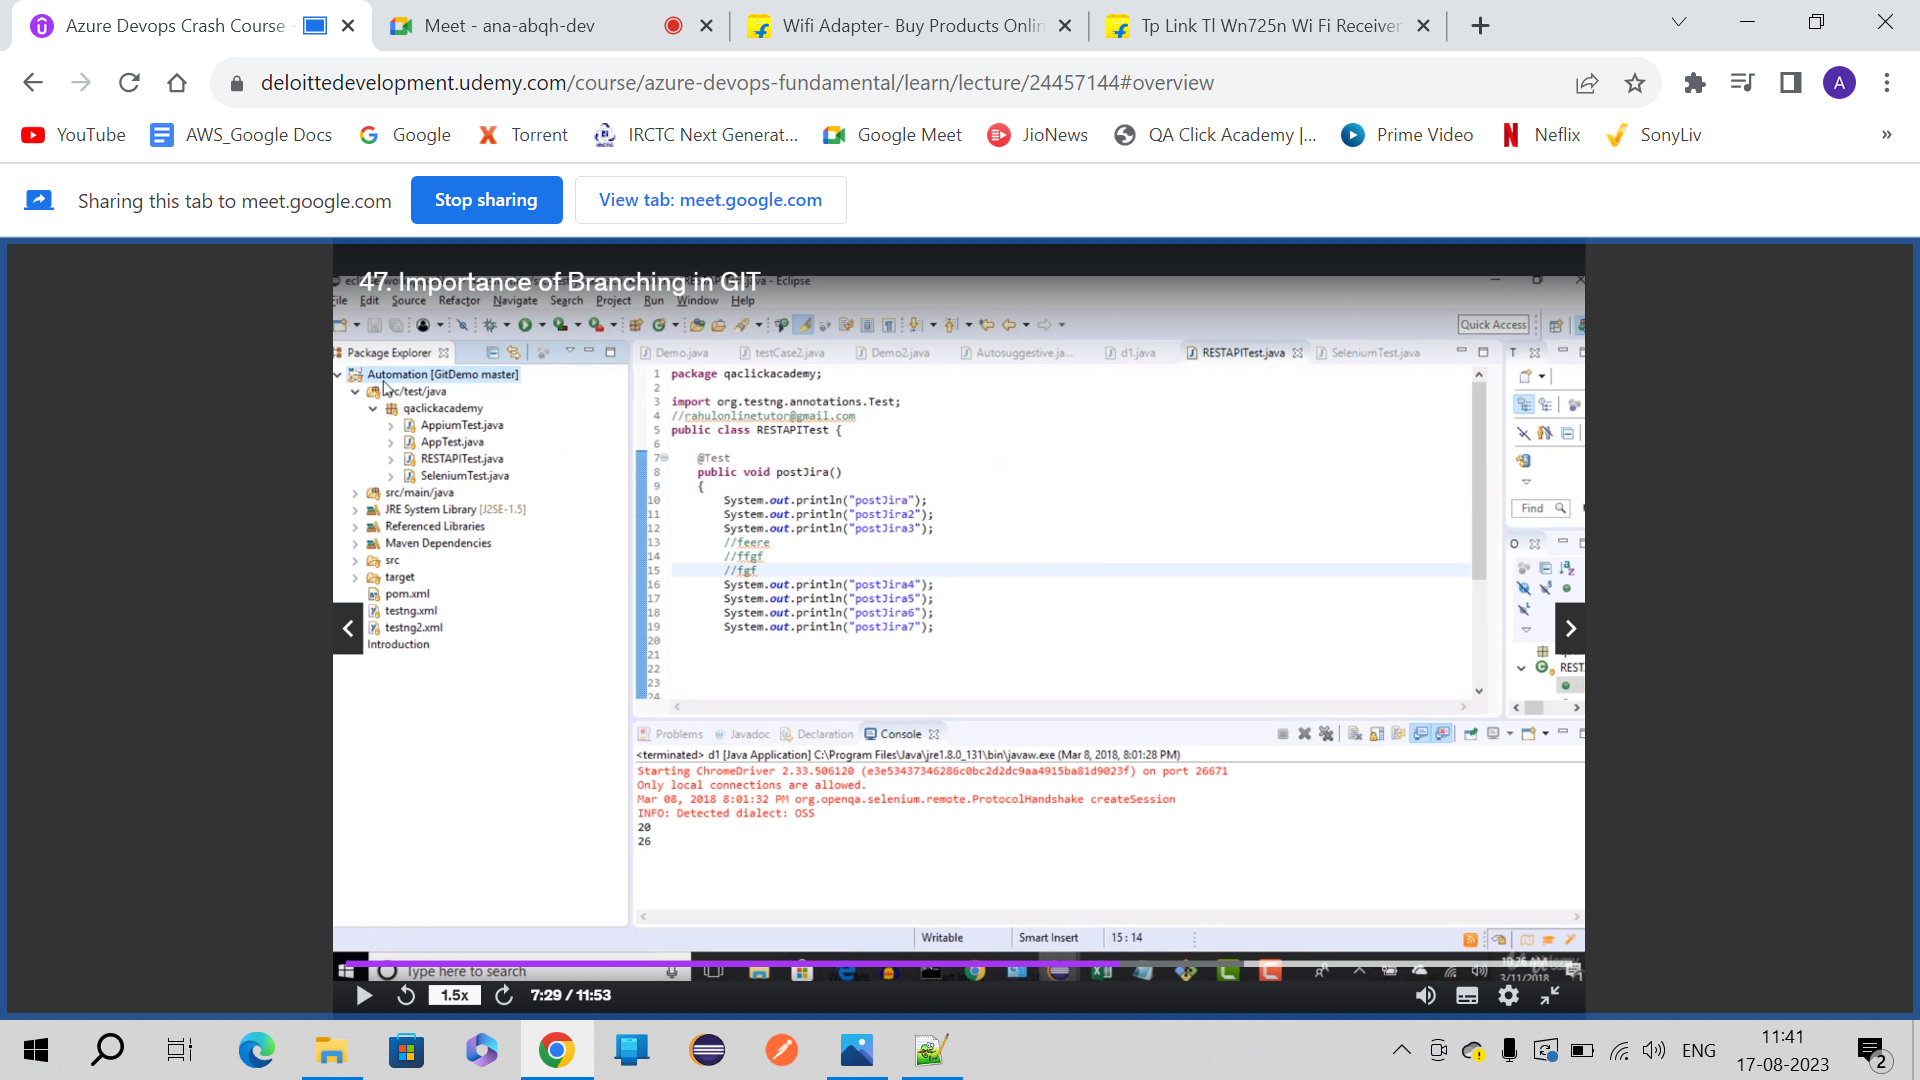 Azure Devops Crash Course
Meet - ana-abqh-dev
Wifi Adapter- Buy Products Onlin
Tp Link Tl Wn725n Wi Fi Receiver
deloittedevelopment.udemy.com/course/azure-devops-fundamental/learn/lecture/24457144#overview
A
YouTube
AWS_Google Docs
Google
Torrent
IRCTC Next Generat...
Google Meet
JioNews
QA Click Academy |...
Prime Video
Neflix
SonyLiv
»
Sharing this tab to meet.google.com
Stop sharing
View tab: meet.google.com
47. Importance of Branching in GIT
- Eclipse
Edit Source Refactor Navigate Search Project Run Window Help
Quick Access
Package Explorer
Demo.java
testCase2.java
Demo2.java
Autosuggestive.ja...
d1.java
RESTAPITest.java
SeleniumTest.java
Automation [GitDemo master]
/test/java
qaclickacademy
AppiumTest.java
AppTest.java
RESTAPITest.java
SeleniumTest.java
src/main/java
JRE System Library [J2SE-1.5]
Referenced Libraries
Maven Dependencies
src
target
pom.xml
testng.xml
testng2.xml
Introduction
1 package qaclickacademy;
2
3 import org.testng.annotations.Test;
4 //rahulonlinetutor@gmail.com
5 public class RESTAPITest {
6
7 @Test
8 public void postJira()
9 {
10 System.out.println("postJira");
11 System.out.println("postJira2");
12 System.out.println("postJira3");
13 //feere
14 //ffgf
15 //fgf
16 System.out.println("postJira4");
17 System.out.println("postJira5");
18 System.out.println("postJira6");
19 System.out.println("postJira7");
20
21
22
23
24
Find
REST
Problems
Javadoc
Declaration
Console
<terminated> d1 [Java Application] C:\Program Files\Java\jre1.8.0_131\bin\javaw.exe (Mar 8, 2018, 8:01:28 PM)
Starting ChromeDriver 2.33.506120 (e3e53437346286c0bc2d2dc9aa4915ba81d9023f) on port 26671
Only local connections are allowed.
Mar 08, 2018 8:01:32 PM org.openqa.selenium.remote.ProtocolHandshake createSession
INFO: Detected dialect: OSS
20
26
Writable
Smart Insert
15 : 14
Type here to search
3/11/2018
1.5x
7:29 / 11:53
ENG
11:41
17-08-2023
2